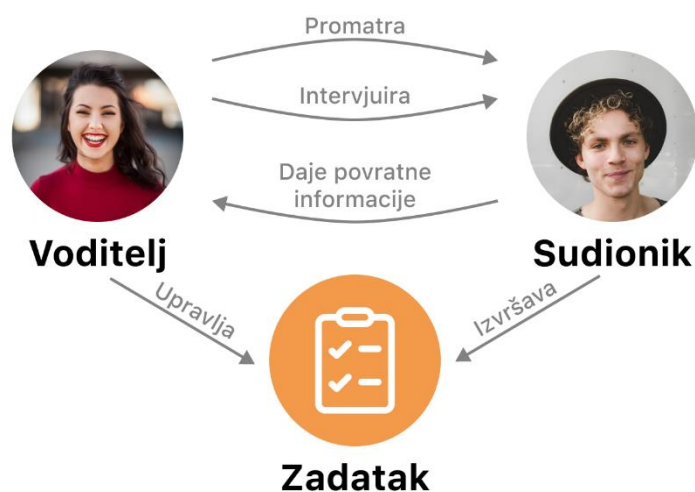 Promatra
Intervjuira
Daje povratne
informacije
Voditelj
Sudionik
Upravlja
Izvršava
Zadatak